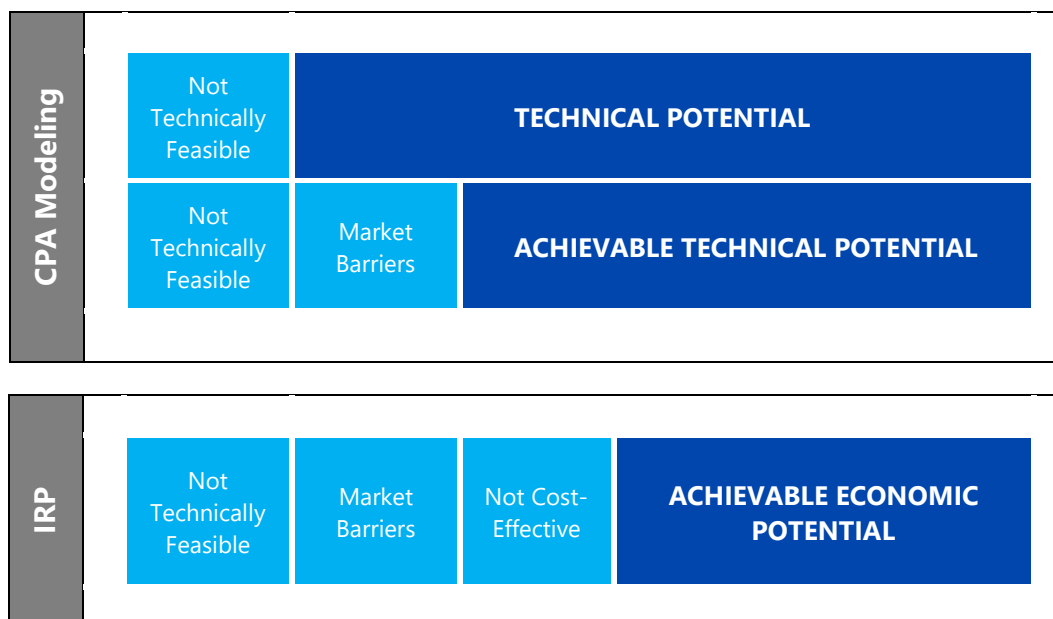 CPA Modeling
Not
Technically
Feasible
TECHNICAL POTENTIAL
Not
Technically
Feasible
Market
Barriers
ACHIEVABLE TECHNICAL POTENTIAL
IRP
Not
Technically
Feasible
Market
Barriers
Not Cost-
Effective
ACHIEVABLE ECONOMIC
POTENTIAL